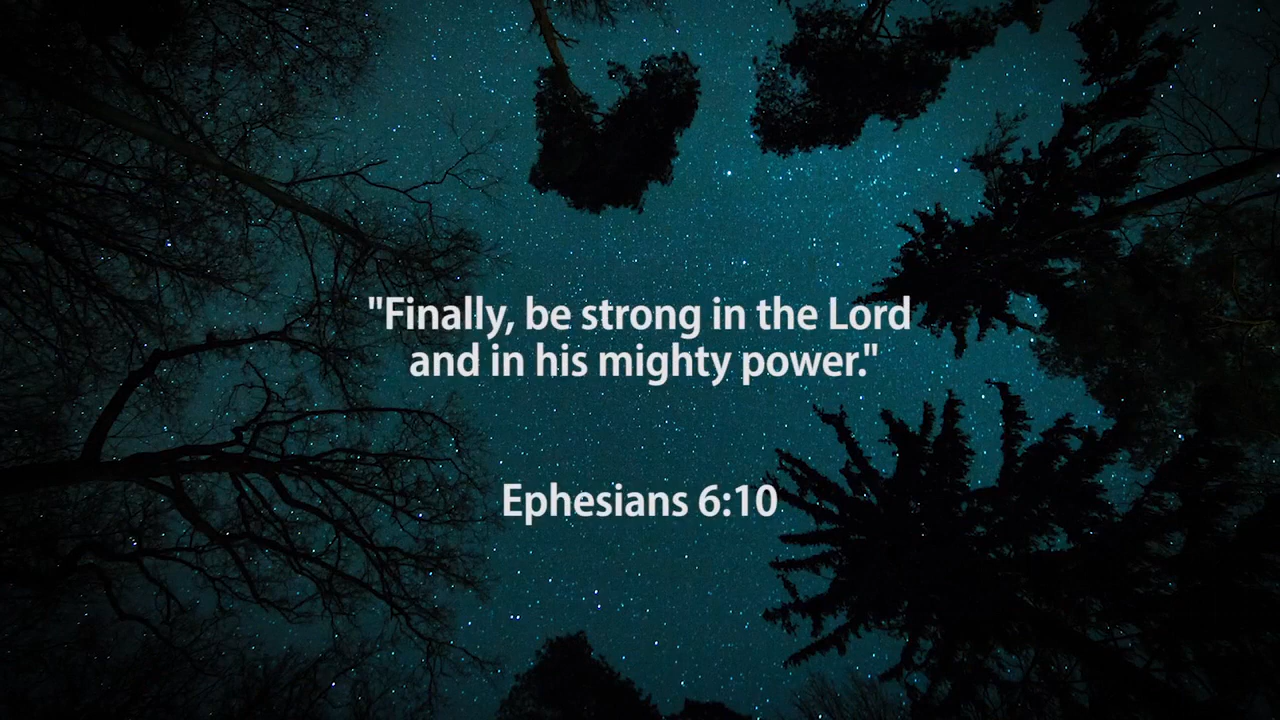 "Finally, be strong in the Lord
and in his mighty power."
Ephesians 6:10